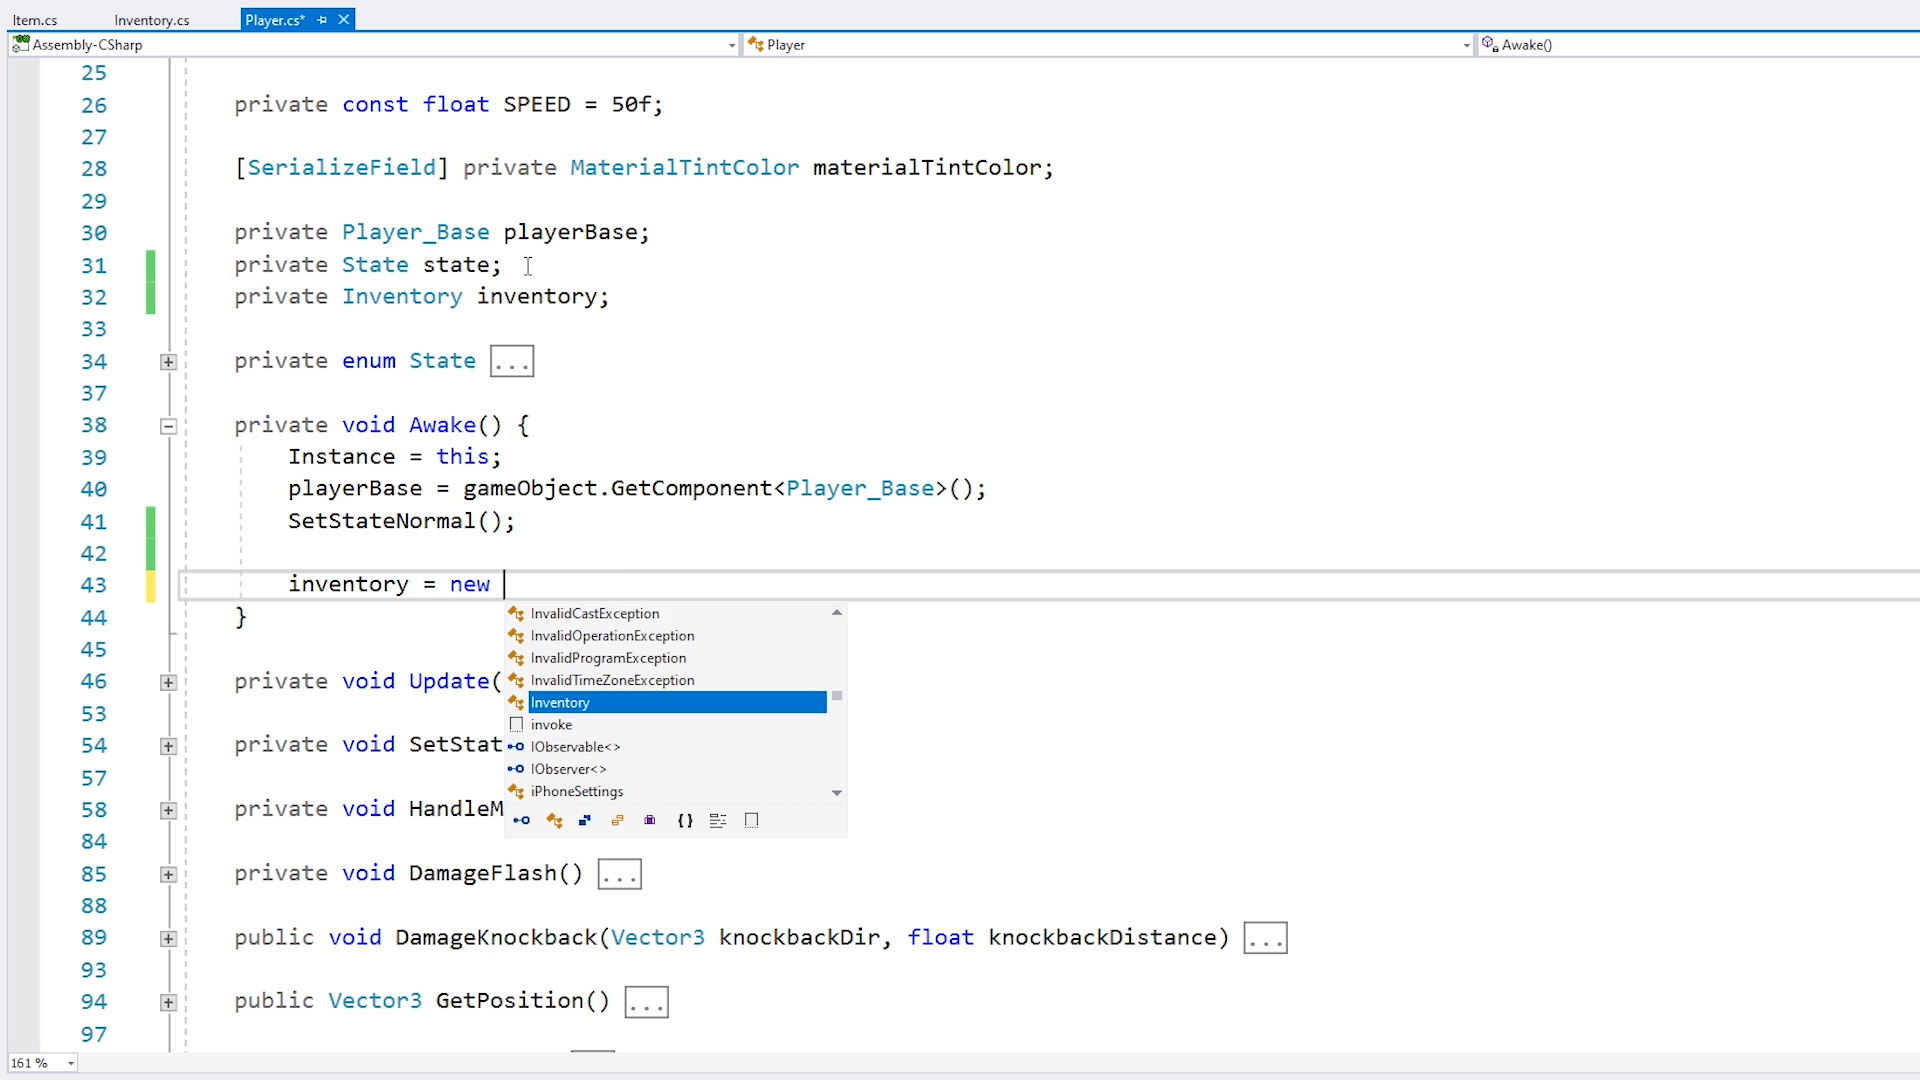 Item.cs Inventory.cs Player.cs*
Assembly-CSharp Player Awake()
25
26 private const float SPEED = 50f;
27
28 [SerializeField] private MaterialTintColor materialTintColor;
29
30 private Player_Base playerBase;
31 private State state;
32 private Inventory inventory;
33
34 private enum State ...
37
38 private void Awake() {
39 Instance = this;
40 playerBase = gameObject.GetComponent<Player_Base>();
41 SetStateNormal();
42
43 inventory = new
InvalidCastException
44 }
InvalidOperationException
45
InvalidProgramException
InvalidTimeZoneException
46 private void Update(
Inventory
53
invoke
54 private void SetStat
IObservable<>
IObserver<>
57
iPhoneSettings
58 private void HandleM
{}
84
85 private void DamageFlash() ...
88
89 public void DamageKnockback(Vector3 knockbackDir, float knockbackDistance) ...
93
94 public Vector3 GetPosition() ...
97
161 %